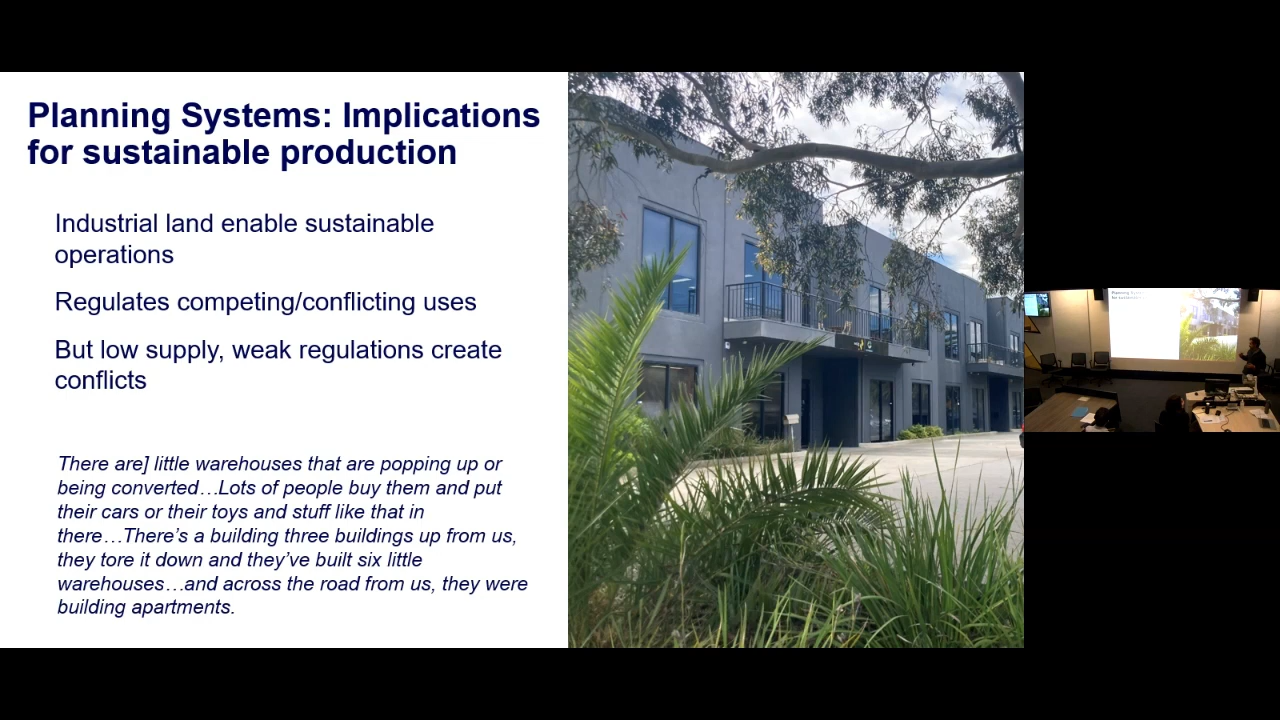 Planning Systems: Implications
for sustainable production
Industrial land enable sustainable
operations
Regulates competing/conflicting uses
But low supply, weak regulations create
conflicts
There are] little warehouses that are popping up or
being converted…Lots of people buy them and put
their cars or their toys and stuff like that in
there…There’s a building three buildings up from us,
they tore it down and they’ve built six little
warehouses…and across the road from us, they were
building apartments.